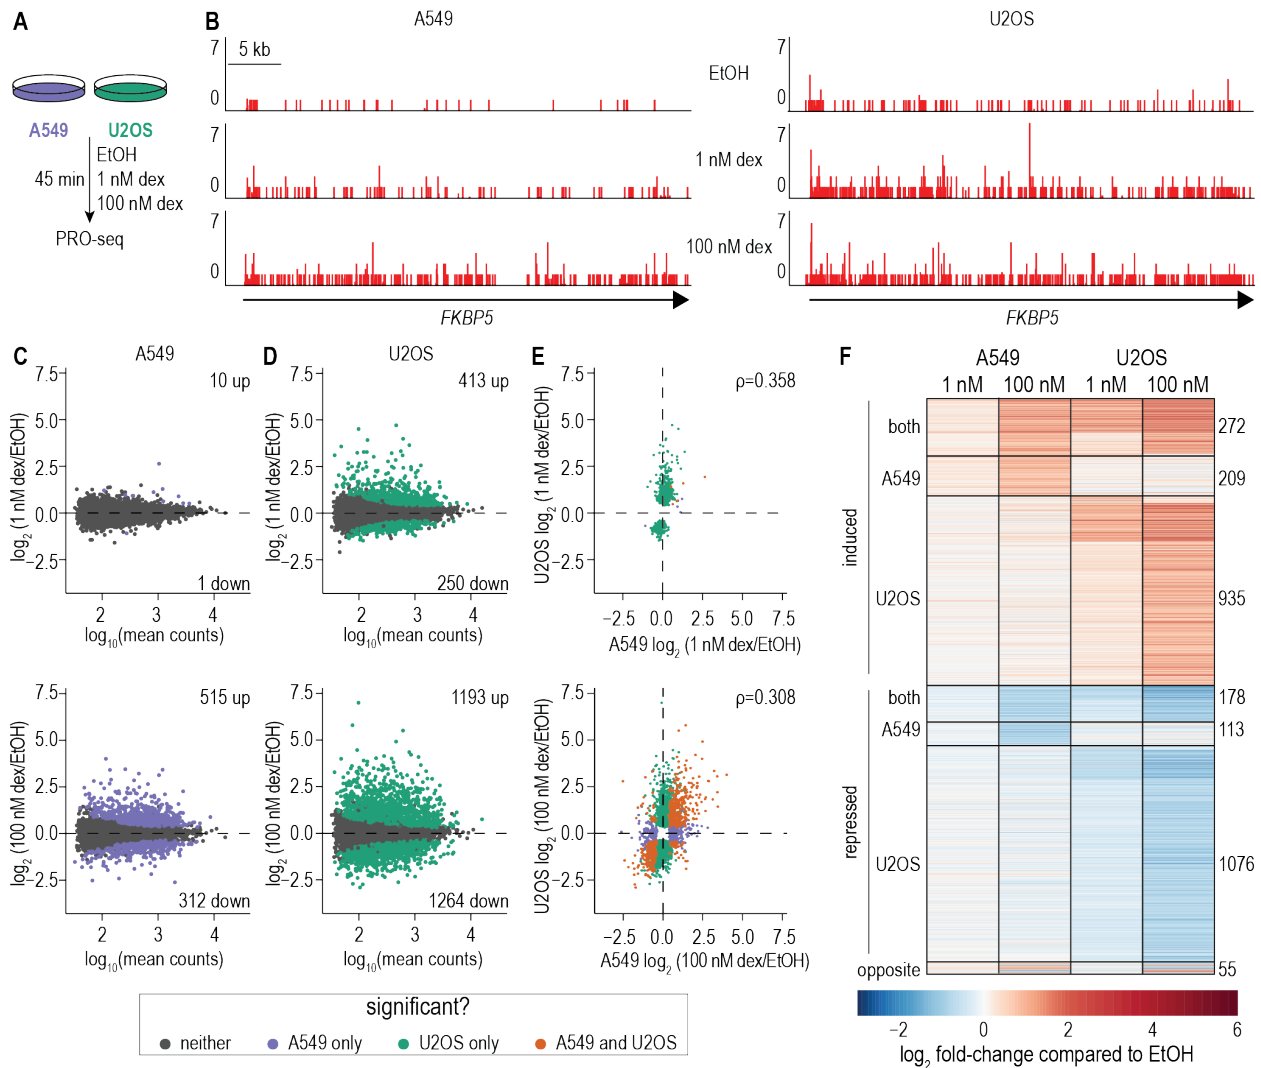 A
A549
U2OS
45 min
EtOH
1 nM dex
100 nM dex
PRO-seq
B
A549
U2OS
7
5 kb
0
EtOH
7
0
7
0
1 nM dex
7
0
7
0
100 nM dex
7
0
FKBP5
FKBP5
C
A549
7.5
10 up
5.0
2.5
0.0
−2.5
1 down
log2 (1 nM dex/EtOH)
2 3 4
log10(mean counts)
7.5
515 up
5.0
2.5
0.0
−2.5
312 down
log2 (100 nM dex/EtOH)
2 3 4
log10(mean counts)
D
U2OS
7.5
413 up
5.0
2.5
0.0
−2.5
250 down
log2 (1 nM dex/EtOH)
2 3 4
log10(mean counts)
7.5
1193 up
5.0
2.5
0.0
−2.5
1264 down
log2 (100 nM dex/EtOH)
2 3 4
log10(mean counts)
E
7.5
ρ=0.358
5.0
2.5
0.0
−2.5
U2OS log2 (1 nM dex/EtOH)
−2.5 0.0 2.5 5.0 7.5
A549 log2 (1 nM dex/EtOH)
7.5
ρ=0.308
5.0
2.5
0.0
−2.5
U2OS log2 (100 nM dex/EtOH)
−2.5 0.0 2.5 5.0 7.5
A549 log2 (100 nM dex/EtOH)
significant?
neither
A549 only
U2OS only
A549 and U2OS
F
A549 U2OS
1 nM 100 nM 1 nM 100 nM
induced
both 272
A549 209
U2OS 935
repressed
both 178
A549 113
U2OS 1076
opposite 55
−2 0 2 4 6
log2 fold-change compared to EtOH